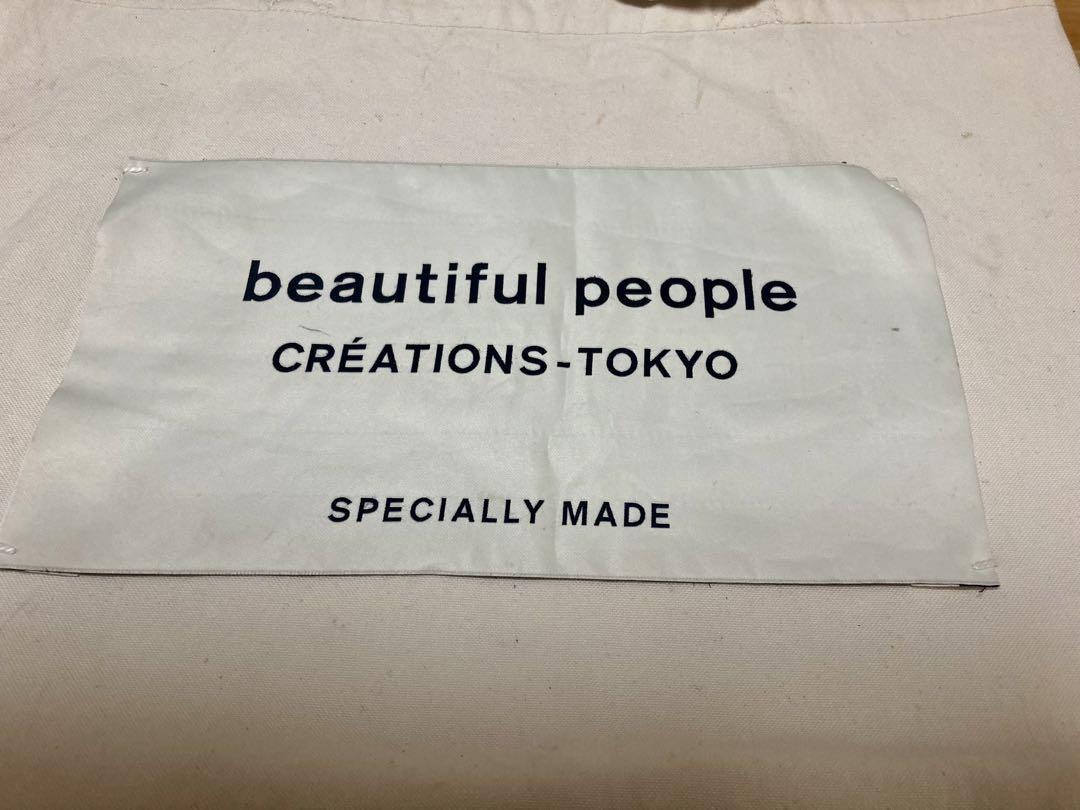 beautiful people
CRÉATIONS-TOKYO
SPECIALLY MADE